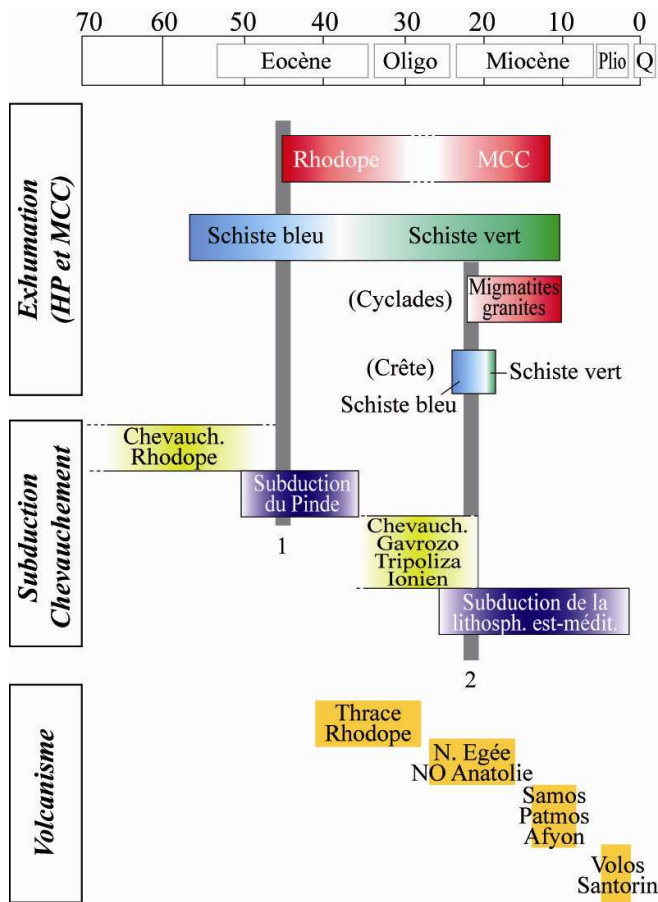 70 60 50 40 30 20 10 0
Eocène Oligo Miocène Plio Q
Exhumation
(HP et MCC)
Rhodope MCC
Schiste bleu Schiste vert
(Cyclades) Migmatites
granites
(Crête) Schiste vert
Schiste bleu
Subduction
Chevauchement
Chevauch.
Rhodope
Subduction
du Pinde
1
Chevauch.
Gavrozo
Tripoliza
Ionien
Subduction de la
lithosph. est-médit.
2
Volcanisme
Thrace
Rhodope
N. Egée
NO Anatolie
Samos
Patmos
Afyon
Volos
Santorin